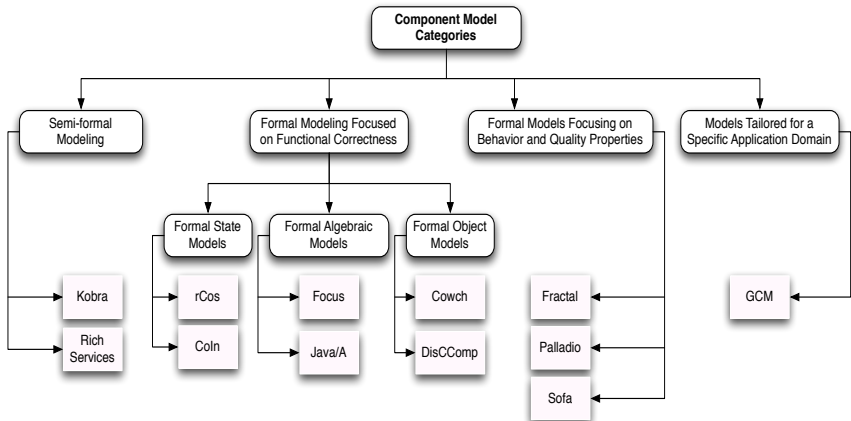 Component Model
Categories
Semi-formal
Modeling
Formal Modeling Focused
on Functional Correctness
Formal Models Focusing on
Behavior and Quality Properties
Models Tailored for a
Specific Application Domain
Formal State
Models
Formal Algebraic
Models
Formal Object
Models
Kobra
rCos
Focus
Cowch
Fractal
GCM
Rich
Services
CoIn
Java/A
DisCComp
Palladio
Sofa